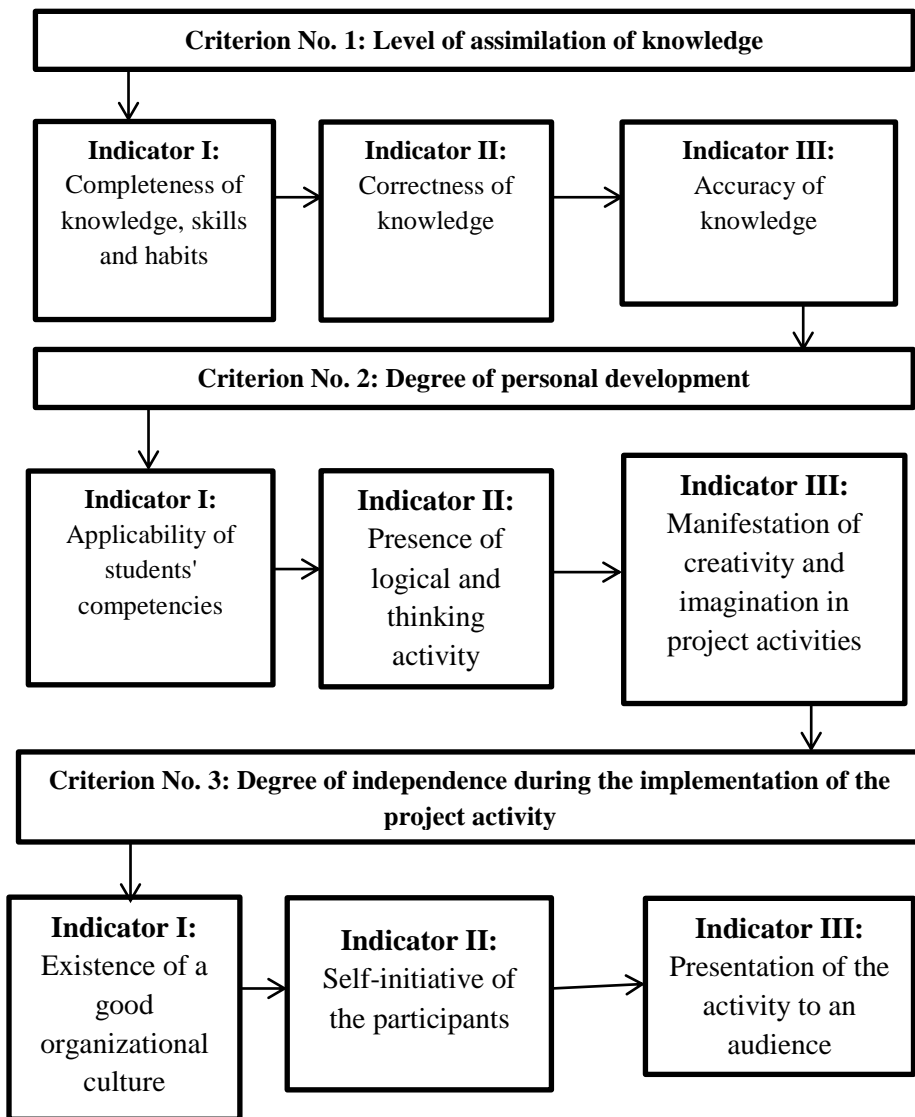 Criterion No. 1: Level of assimilation of knowledge
Indicator I:
Completeness of
knowledge, skills
and habits
Indicator II:
Correctness of
knowledge
Indicator III:
Accuracy of
knowledge
Criterion No. 2: Degree of personal development
Indicator I:
Applicability of
students'
competencies
Indicator II:
Presence of
logical and
thinking
activity
Indicator III:
Manifestation of
creativity and
imagination in
project activities
Criterion No. 3: Degree of independence during the implementation of the
project activity
Indicator I:
Existence of a
good
organizational
culture
Indicator II:
Self-initiative of
the participants
Indicator III:
Presentation of the
activity to an
audience